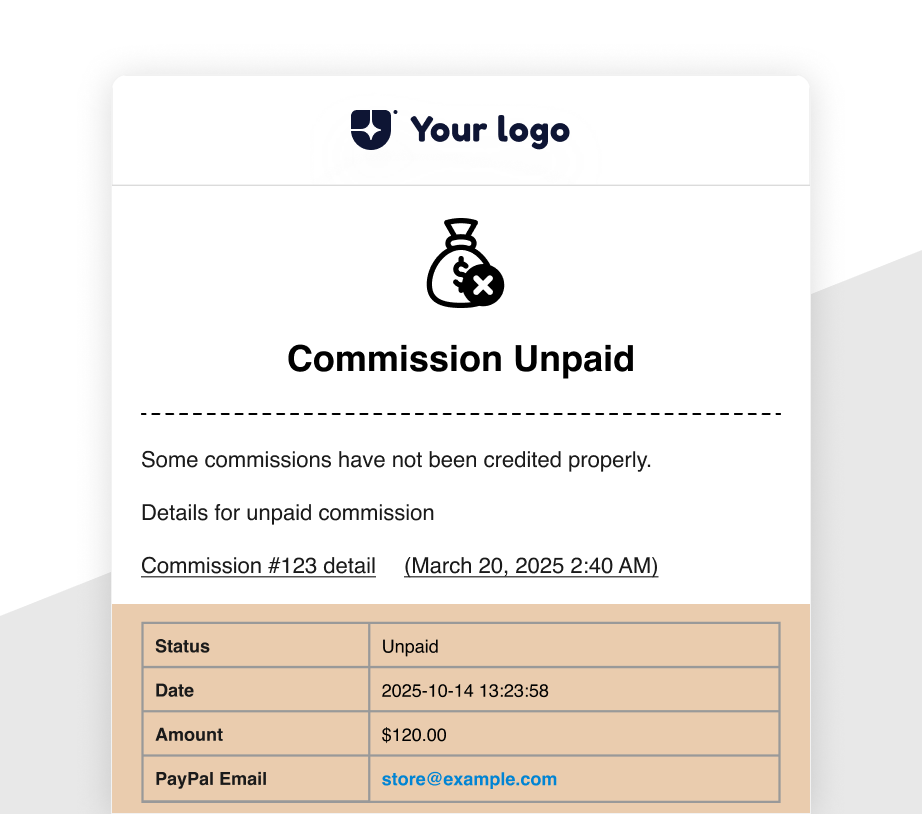 Your logo
$
Commission Unpaid
Some commissions have not been credited properly.
Details for unpaid commission
Commission #123 detail (March 20, 2025 2:40 AM)
Status Unpaid
Date 2025-10-14 13:23:58
Amount $120.00
PayPal Email store@example.com